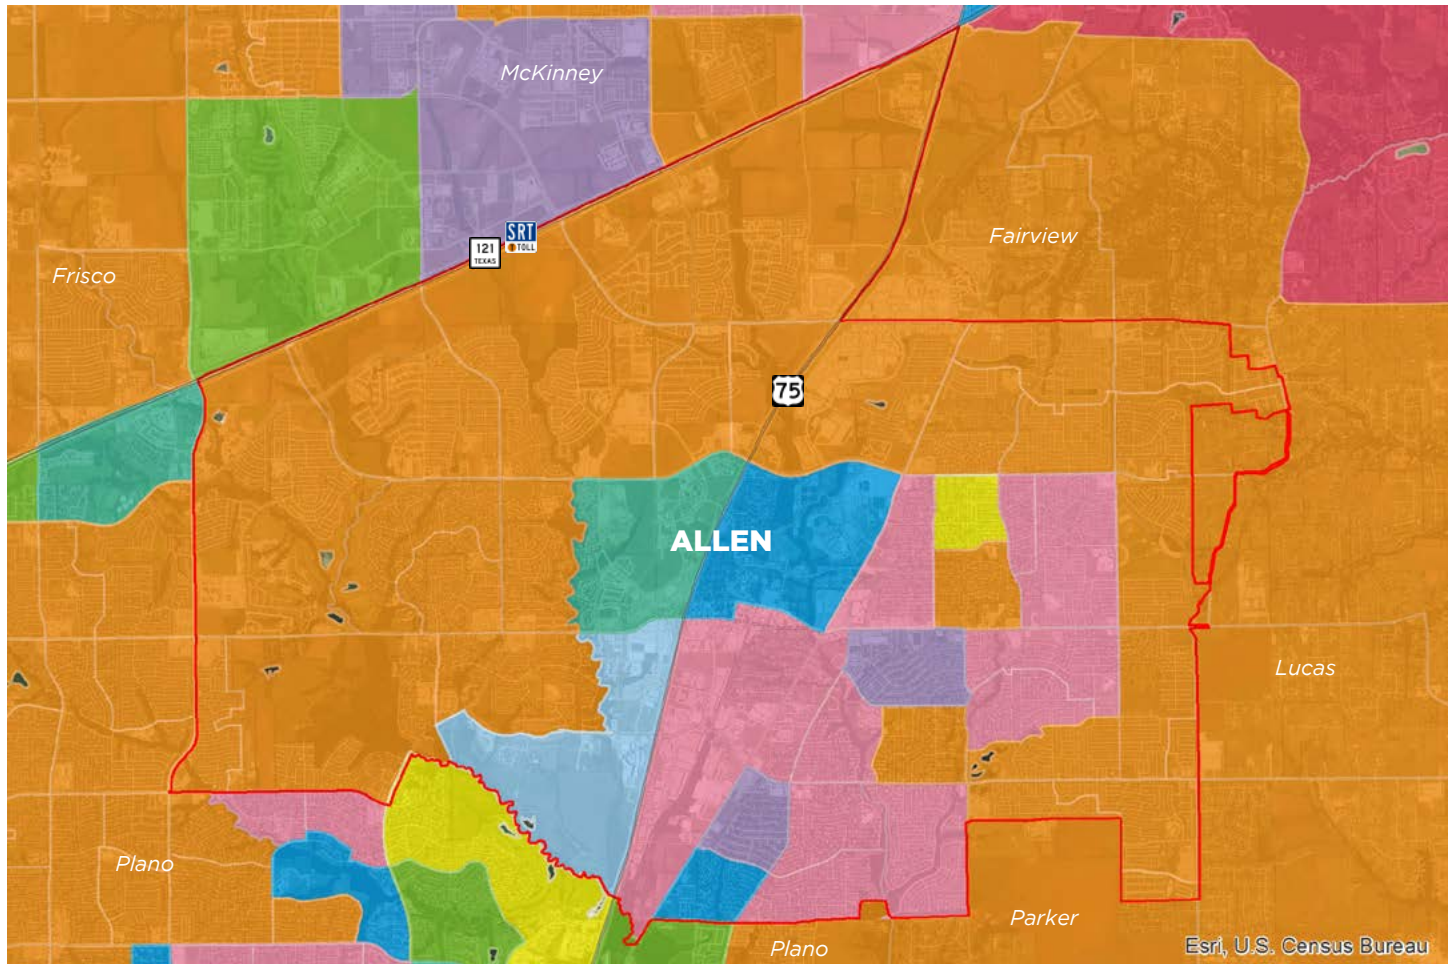 McKinney
SRT
TOLL
121
TEXAS
Fairview
Frisco
75
ALLEN
Lucas
Plano
Parker
Plano
Esri, U.S. Census Bureau